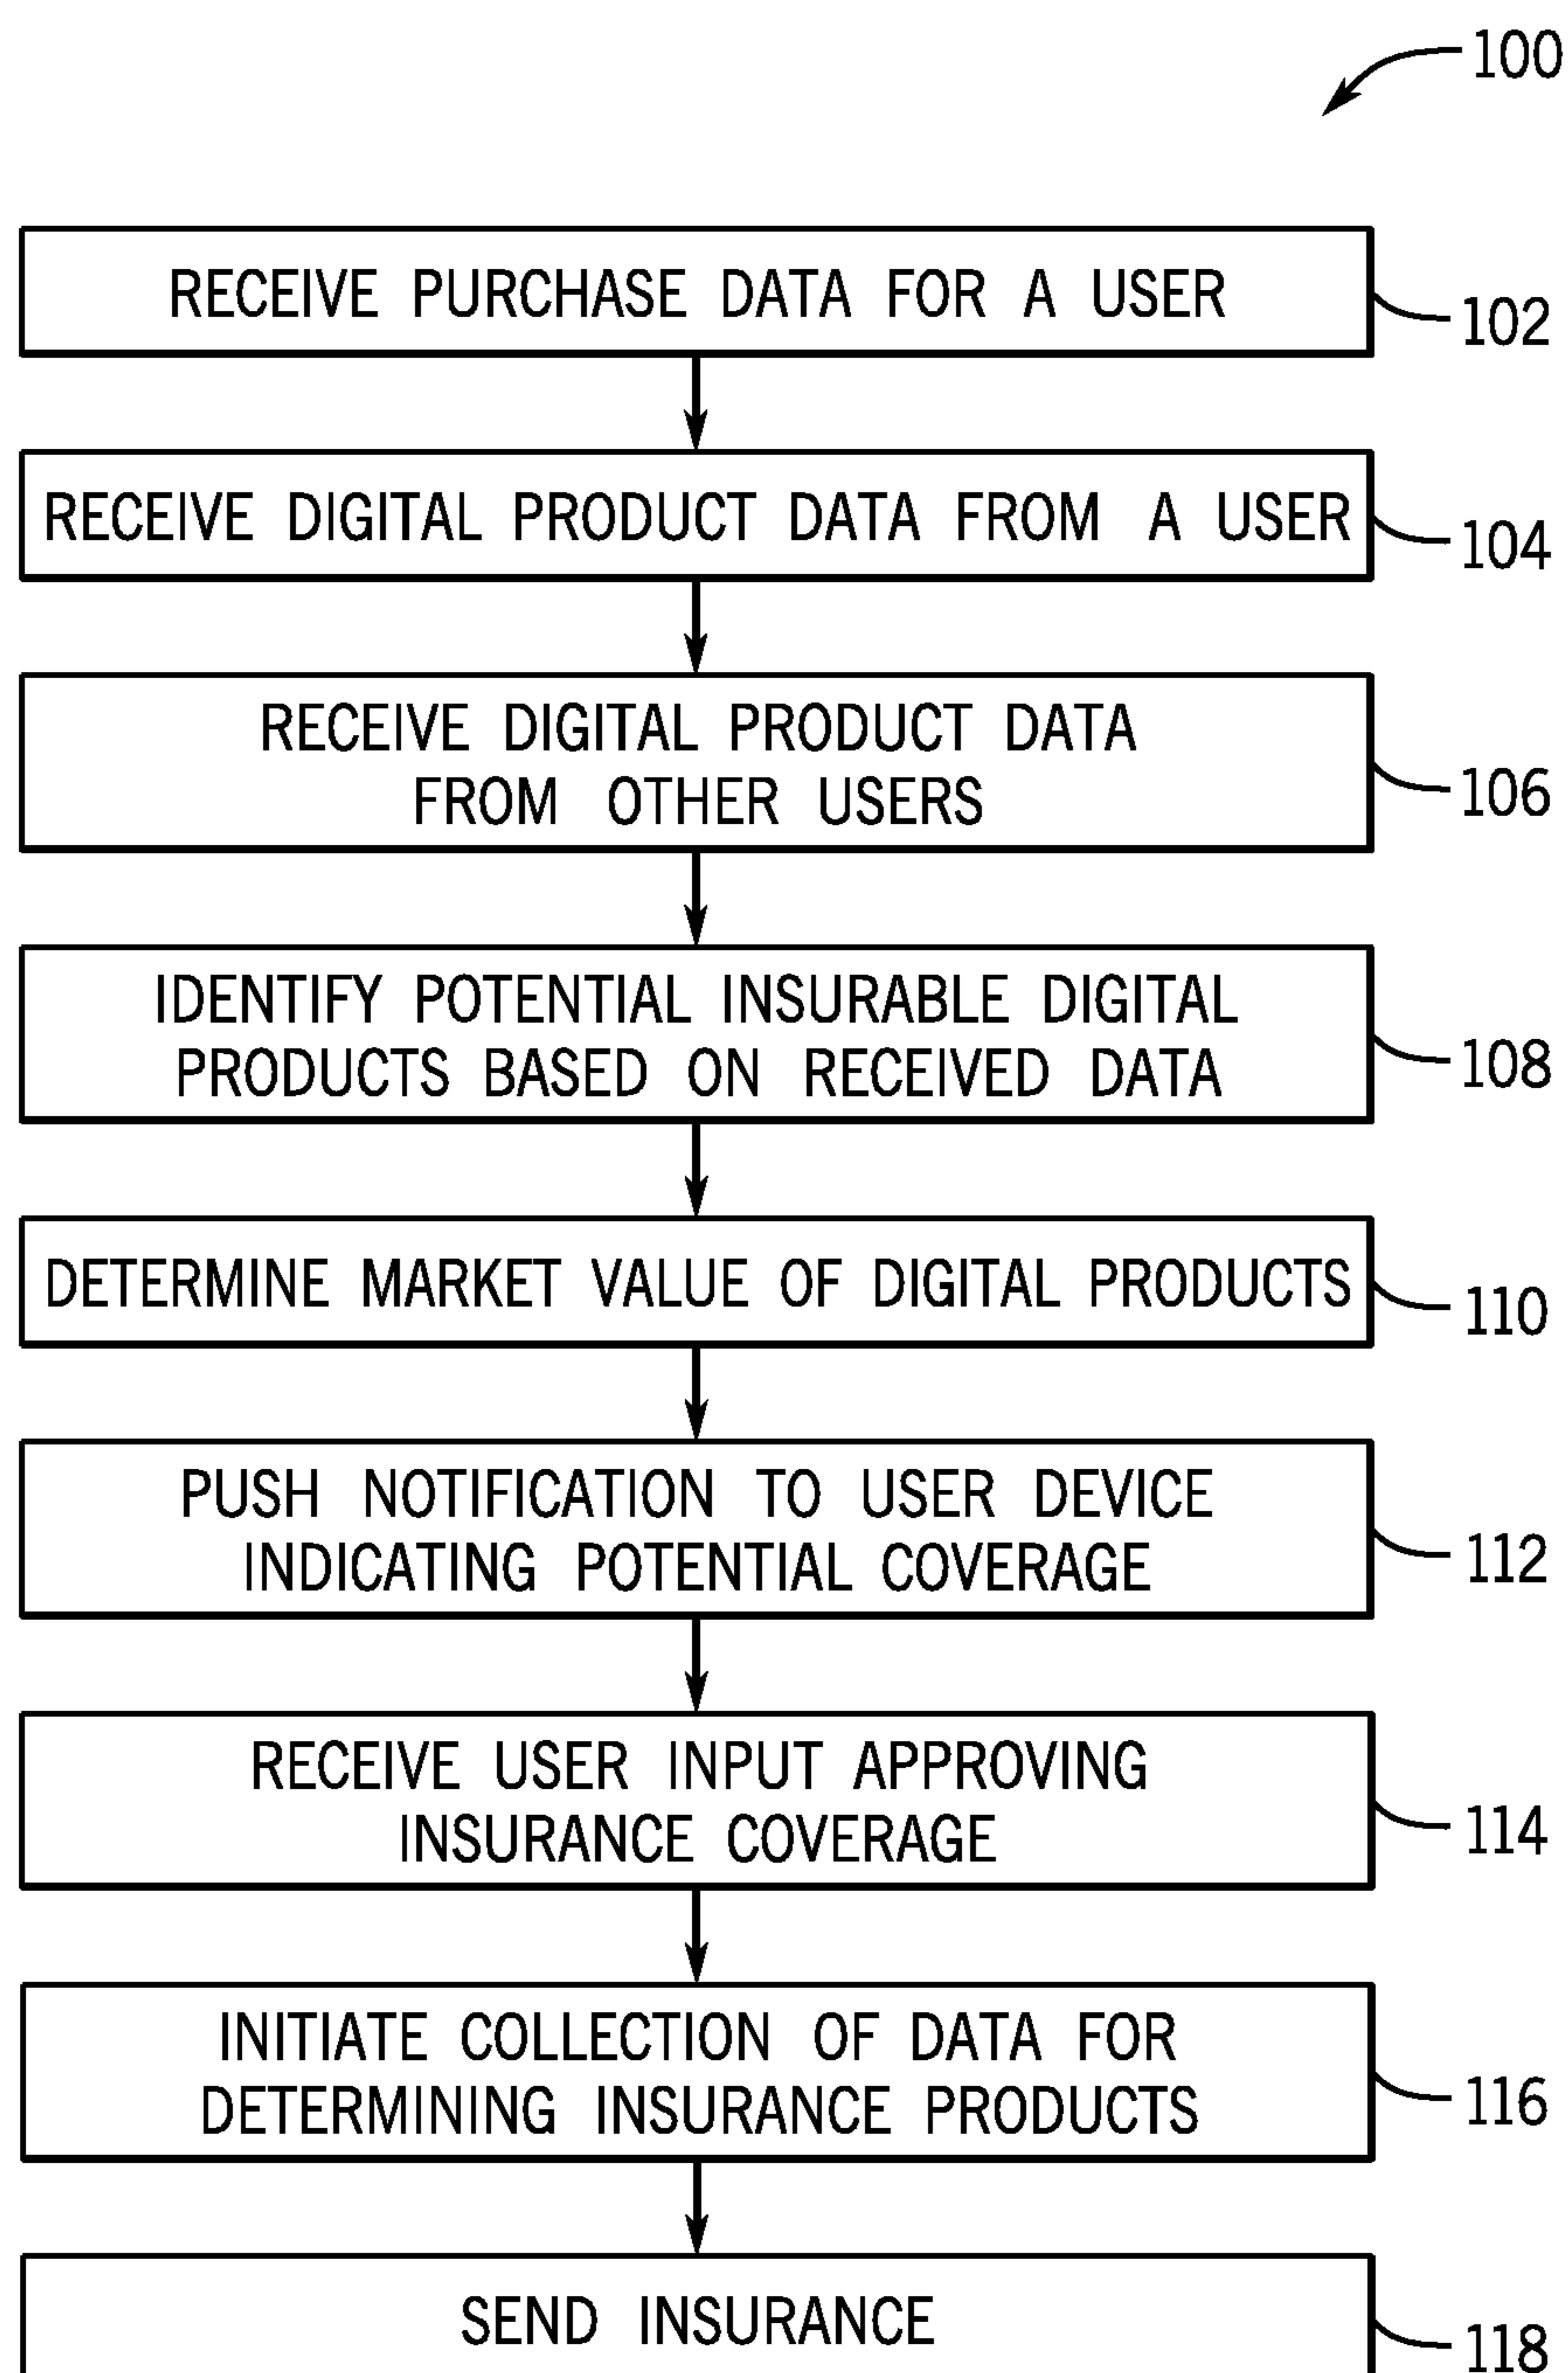 100
RECEIVE PURCHASE DATA FOR A USER
102
RECEIVE DIGITAL PRODUCT DATA FROM A USER
104
RECEIVE DIGITAL PRODUCT DATA
FROM OTHER USERS
106
IDENTIFY POTENTIAL INSURABLE DIGITAL
PRODUCTS BASED ON RECEIVED DATA
108
DETERMINE MARKET VALUE OF DIGITAL PRODUCTS
110
PUSH NOTIFICATION TO USER DEVICE
INDICATING POTENTIAL COVERAGE
112
RECEIVE USER INPUT APPROVING
INSURANCE COVERAGE
114
INITIATE COLLECTION OF DATA FOR
DETERMINING INSURANCE PRODUCTS
116
SEND INSURANCE
118